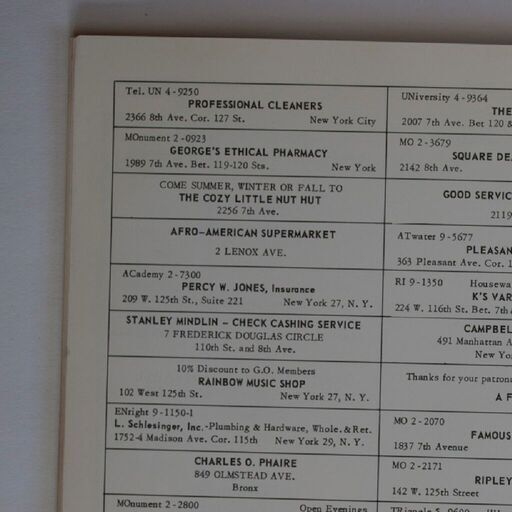 Tel. UN 4-9250
PROFESSIONAL CLEANERS
2366 8th Ave. Cor. 127 St. New York City
MOnument 2-0923
GEORGE'S ETHICAL PHARMACY
1989 7th Ave. Bet. 119-120 Sts. New York
COME SUMMER, WINTER OR FALL TO
THE COZY LITTLE NUT HUT
2256 7th Ave.
AFRO-AMERICAN SUPERMARKET
2 LENOX AVE.
ACademy 2-7300
PERCY W. JONES, Insurance
209 W. 125th St., Suite 221 New York 27, N. Y.
STANLEY MINDLIN - CHECK CASHING SERVICE
7 FREDERICK DOUGLAS CIRCLE
110th St. and 8th Ave.
10% Discount to G.O. Members
RAINBOW MUSIC SHOP
102 West 125th St. New York 27, N. Y.
ENright 9-1150-1
L. Schlesinger, Inc.-Plumbing & Hardware, Whole. & Ret.
1752-4 Madison Ave. Cor. 115th New York 29, N. Y.
CHARLES O. PHAIRE
849 OLMSTEAD AVE.
Bronx
MOnument 2-2800 Open Evenings
UNiversity 4-9364
THE
2007 7th Ave. Bet 120 &
MO 2-3679
SQUARE DE
2142 8th Ave.
GOOD SERVIC
2119
ATwater 9-5677
PLEASAN
363 Pleasant Ave. Cor. 1
RI 9-1350 Housewa
K'S VAR
224 W. 116th St. Bet. 7th &
CAMPBEL
491 Manhattan A
New Yo
Thanks for your patron
A F
MO 2-2070
FAMOUS
1837 7th Avenue
MO 2-2171
RIPLEY
142 W. 125th Street
TRiangle 5-9600